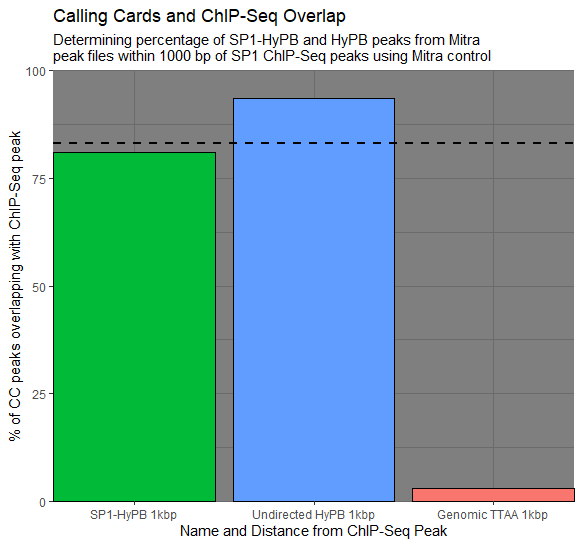 Calling Cards and ChIP-Seq Overlap
Determining percentage of SP1-HyPB and HyPB peaks from Mitra
peak files within 1000 bp of SP1 ChIP-Seq peaks using Mitra control
% of CC peaks overlapping with ChIP-Seq peak
100
75
50
25
0
SP1-HyPB 1kbp
Undirected HyPB 1kbp
Genomic TTAA 1kbp
Name and Distance from ChIP-Seq Peak